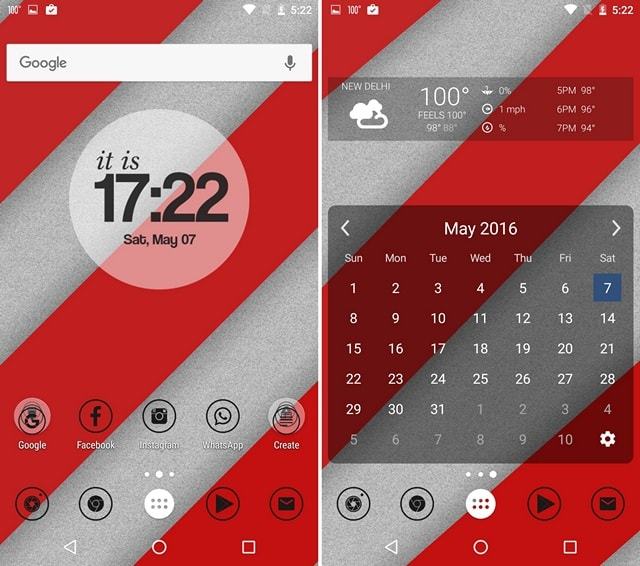 100° 5:22
Google
it is
17:22
Sat, May 07
Google Facebook Instagram WhatsApp Create
100° 5:22
NEW DELHI
100°
FEELS 100°
98° 88°
0%
1 mph
%
5PM 98°
6PM 96°
7PM 94°
May 2016
Sun Mon Tue Wed Thu Fri Sat
1 2 3 4 5 6 7
8 9 10 11 12 13 14
15 16 17 18 19 20 21
22 23 24 25 26 27 28
29 30 31 1 2 3 4
5 6 7 8 9 10